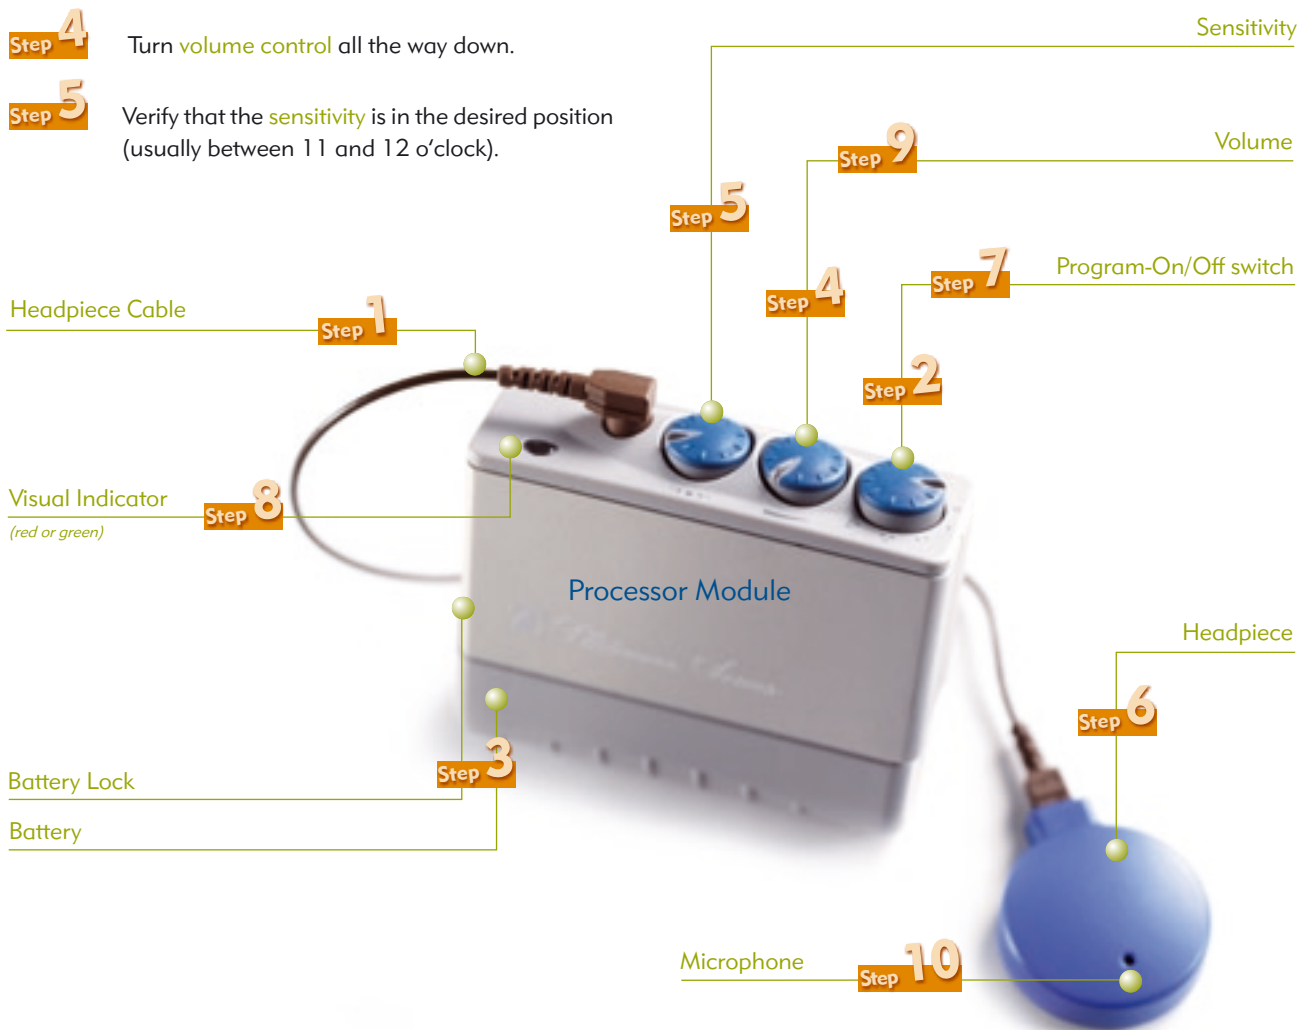 Step 4 Turn volume control all the way down.
Step 5 Verify that the sensitivity is in the desired position
(usually between 11 and 12 o’clock).
Sensitivity
Step 9
Volume
Step 5
Step 7
Program-On/Off switch
Step 4
Headpiece Cable
Step 1
Step 2
Visual Indicator
(red or green)
Step 8
Processor Module
Platinum Series
Headpiece
Step 6
Step 3
Battery Lock
Battery
Microphone
Step 10